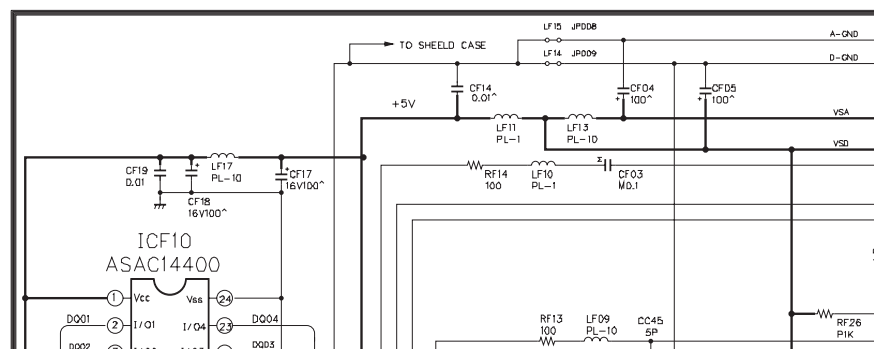 LF15 JPDD8
A-GND
TO SHEELD CASE
LF14 JPDD9
D-GND
CF14
0.01^
CF04
100^
CF05
100^
+5V
VSA
LF11
PL-1
LF13
PL-10
VSD
CF19
0.01
LF17
PL-10
CF17
16V100^
RF14
100
LF10
PL-1
CF03
M0.1
CF18
16V100^
ICF10
ASAC14400
1 Vcc
Vss 24
DQ01 2 I/O1
I/O4 23 DQ04
DQ02
DQ03
RF13
100
LF09
PL-10
CC45
5P
RF26
P1K